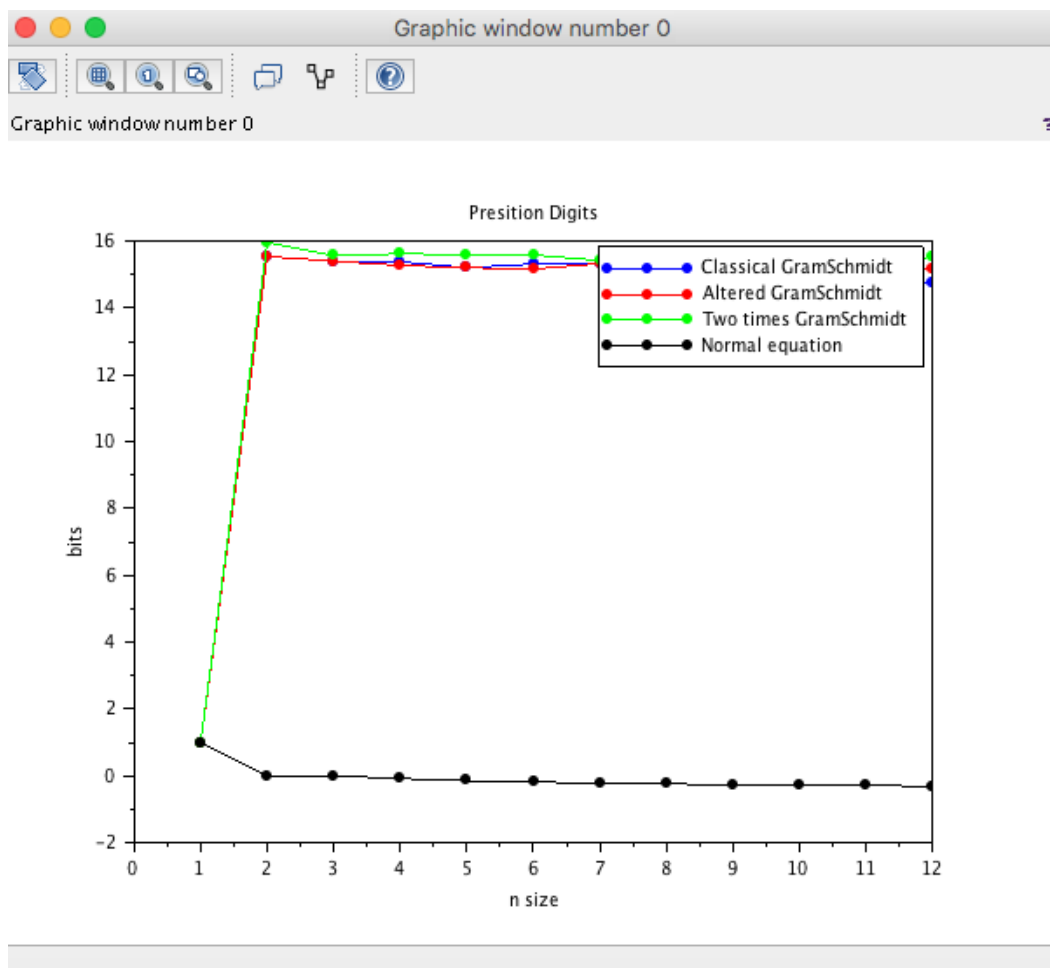 Graphic window number 0
Graphic window number 0
?
Presition Digits
16
14
12
10
8
6
4
2
0
-2
bits
Classical GramSchmidt
Altered GramSchmidt
Two times GramSchmidt
Normal equation
0 1 2 3 4 5 6 7 8 9 10 11 12
n size